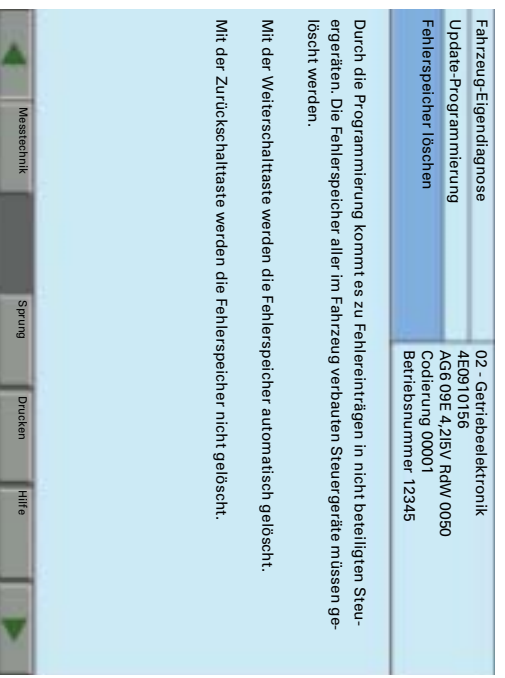 Fahrzeug-Eigendiagnose
Update-Programmierung
Fehlerspeicher löschen
02 - Getriebeelektronik
4E0910156
AG6 09E 4,2l5V RdW 0050
Codierung 00001
Betriebsnummer 12345
Durch die Programmierung kommt es zu Fehlereinträgen in nicht beteiligten Steu-
ergeräten. Die Fehlerspeicher aller im Fahrzeug verbauten Steuergeräte müssen ge-
löscht werden.
Mit der Weiterschalttaste werden die Fehlerspeicher automatisch gelöscht.
Mit der Zurückschalttaste werden die Fehlerspeicher nicht gelöscht.
Messtechnik
Sprung
Drucken
Hilfe